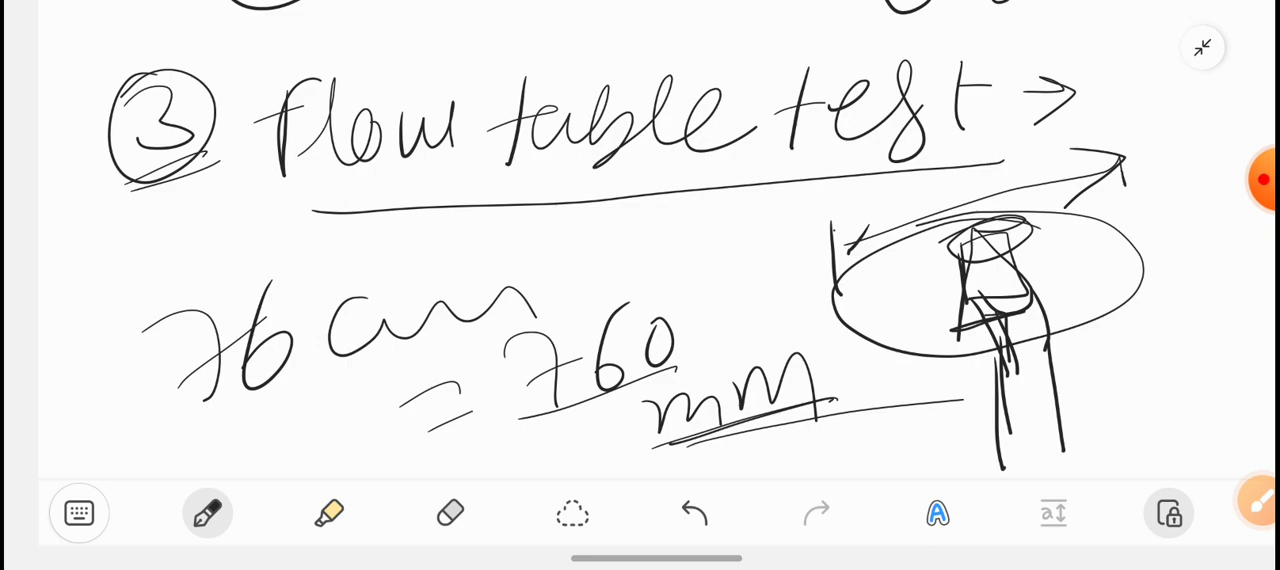 ③ Flow table test →
76 cm
= 760
mm